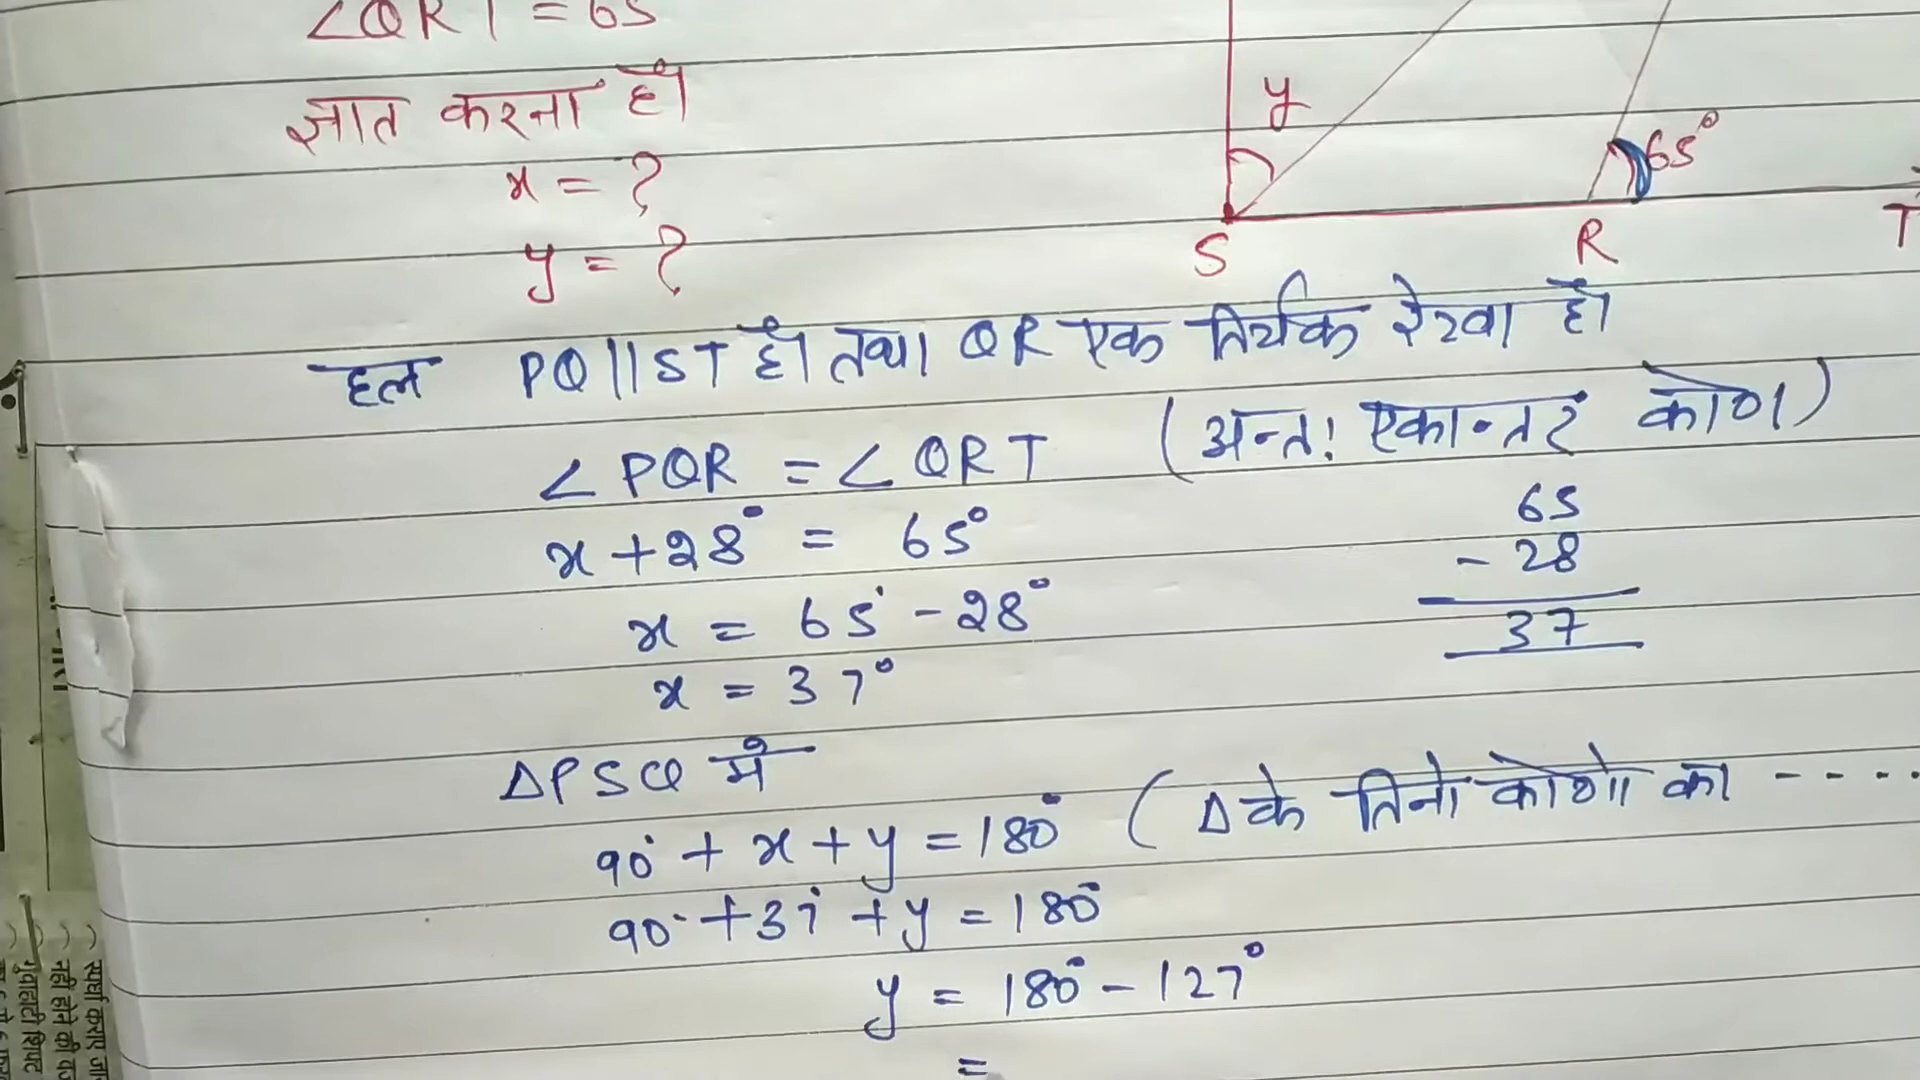 ∠QRT = 65
ज्ञात करना है।
x = ?
y = ?
y
65°
S
R
T
हल PQ||ST है। तथा QR एक तिर्यक रेखा है।
∠PQR = ∠QRT (अन्तः एकान्तर कोण)
x + 28° = 65°
x = 65° - 28°
x = 37°
65
- 28
37
ΔPSQ में
90° + x + y = 180° (Δ के तिनो कोणो का - - - -
90° + 37° + y = 180°
y = 180° - 127°
=